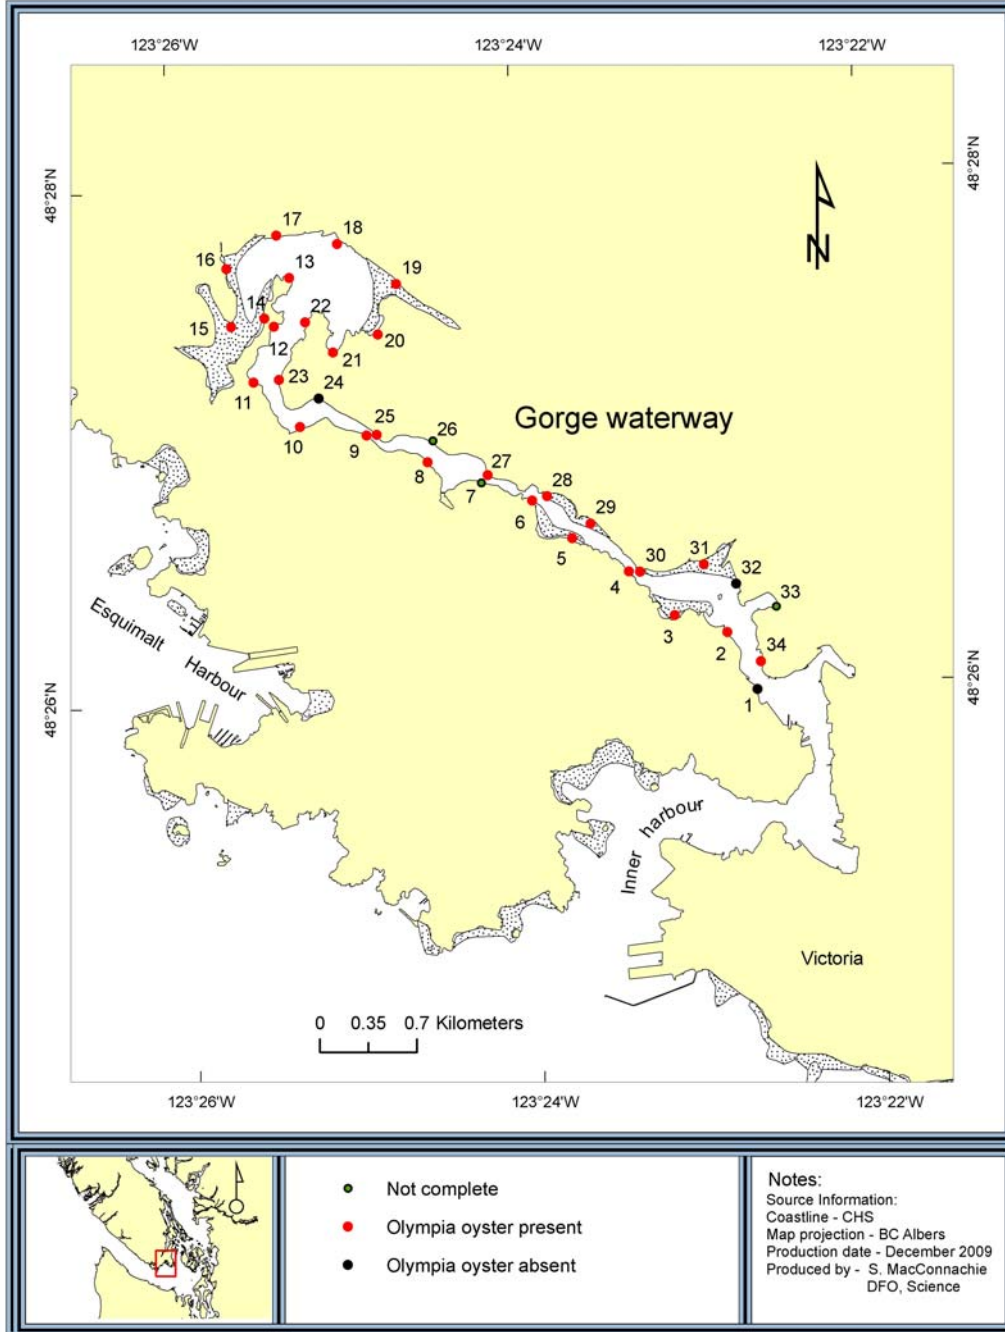 123°26'W
123°24'W
123°22'W
48°28'N
48°28'N
N
17
18
16
13
19
14
22
15
12
20
21
11
23
24
Gorge waterway
10
9
25
26
8
7
27
28
6
29
5
4
30
31
32
33
3
2
34
1
Esquimalt Harbour
48°26'N
48°26'N
Inner harbour
Victoria
0 0.35 0.7 Kilometers
123°26'W
123°24'W
123°22'W
Not complete
Olympia oyster present
Olympia oyster absent
Notes:
Source Information:
Coastline - CHS
Map projection - BC Albers
Production date - December 2009
Produced by - S. MacConnachie
DFO, Science